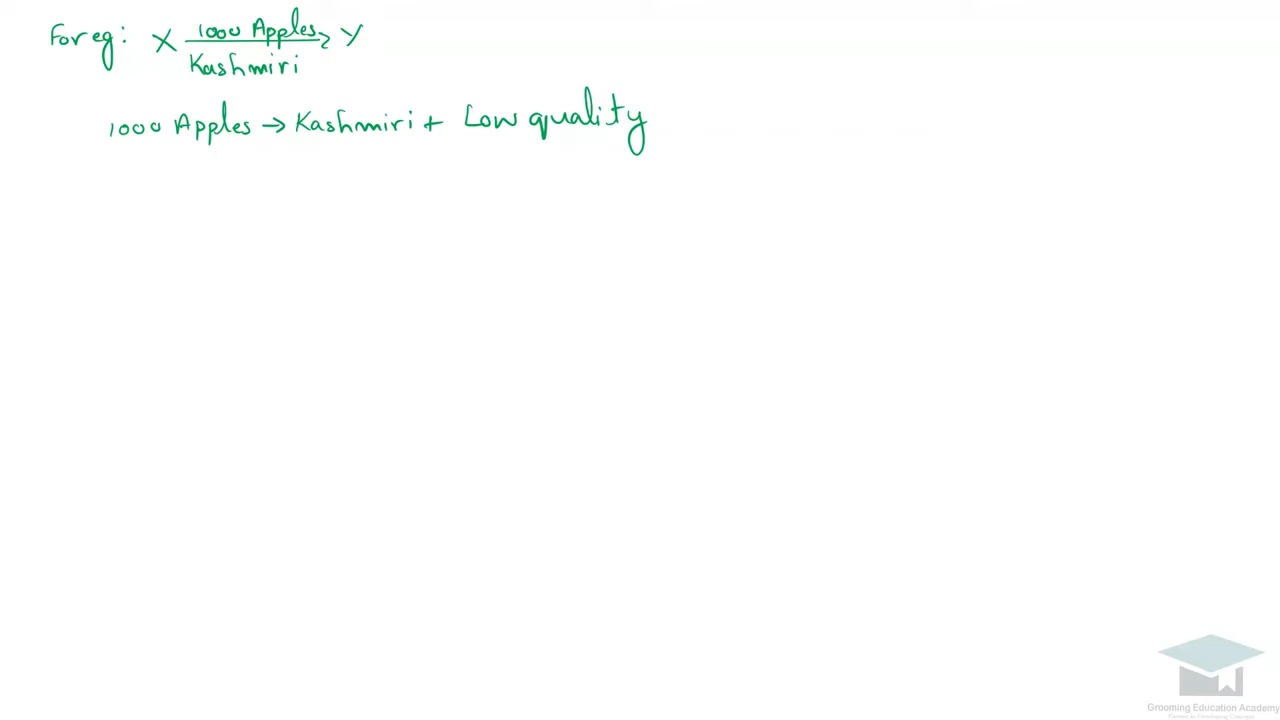 For eg: X 1000 Apples → Y
Kashmiri
1000 Apples → Kashmiri + Low quality
Grooming Education Academy